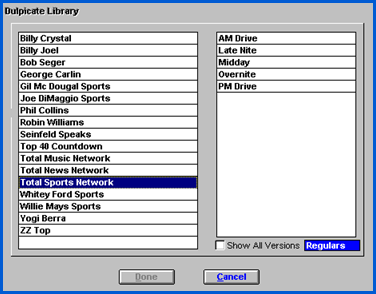 Dulpicate Library
Billy Crystal
Billy Joel
Bob Seger
George Carlin
Gil Mc Dougal Sports
Joe DiMaggio Sports
Phil Collins
Robin Williams
Seinfeld Speaks
Top 40 Countdown
Total Music Network
Total News Network
Total Sports Network
Whitey Ford Sports
Willie Mays Sports
Yogi Berra
ZZ Top
AM Drive
Late Nite
Midday
Overnite
PM Drive
Show All Versions
Regulars
Done
Cancel